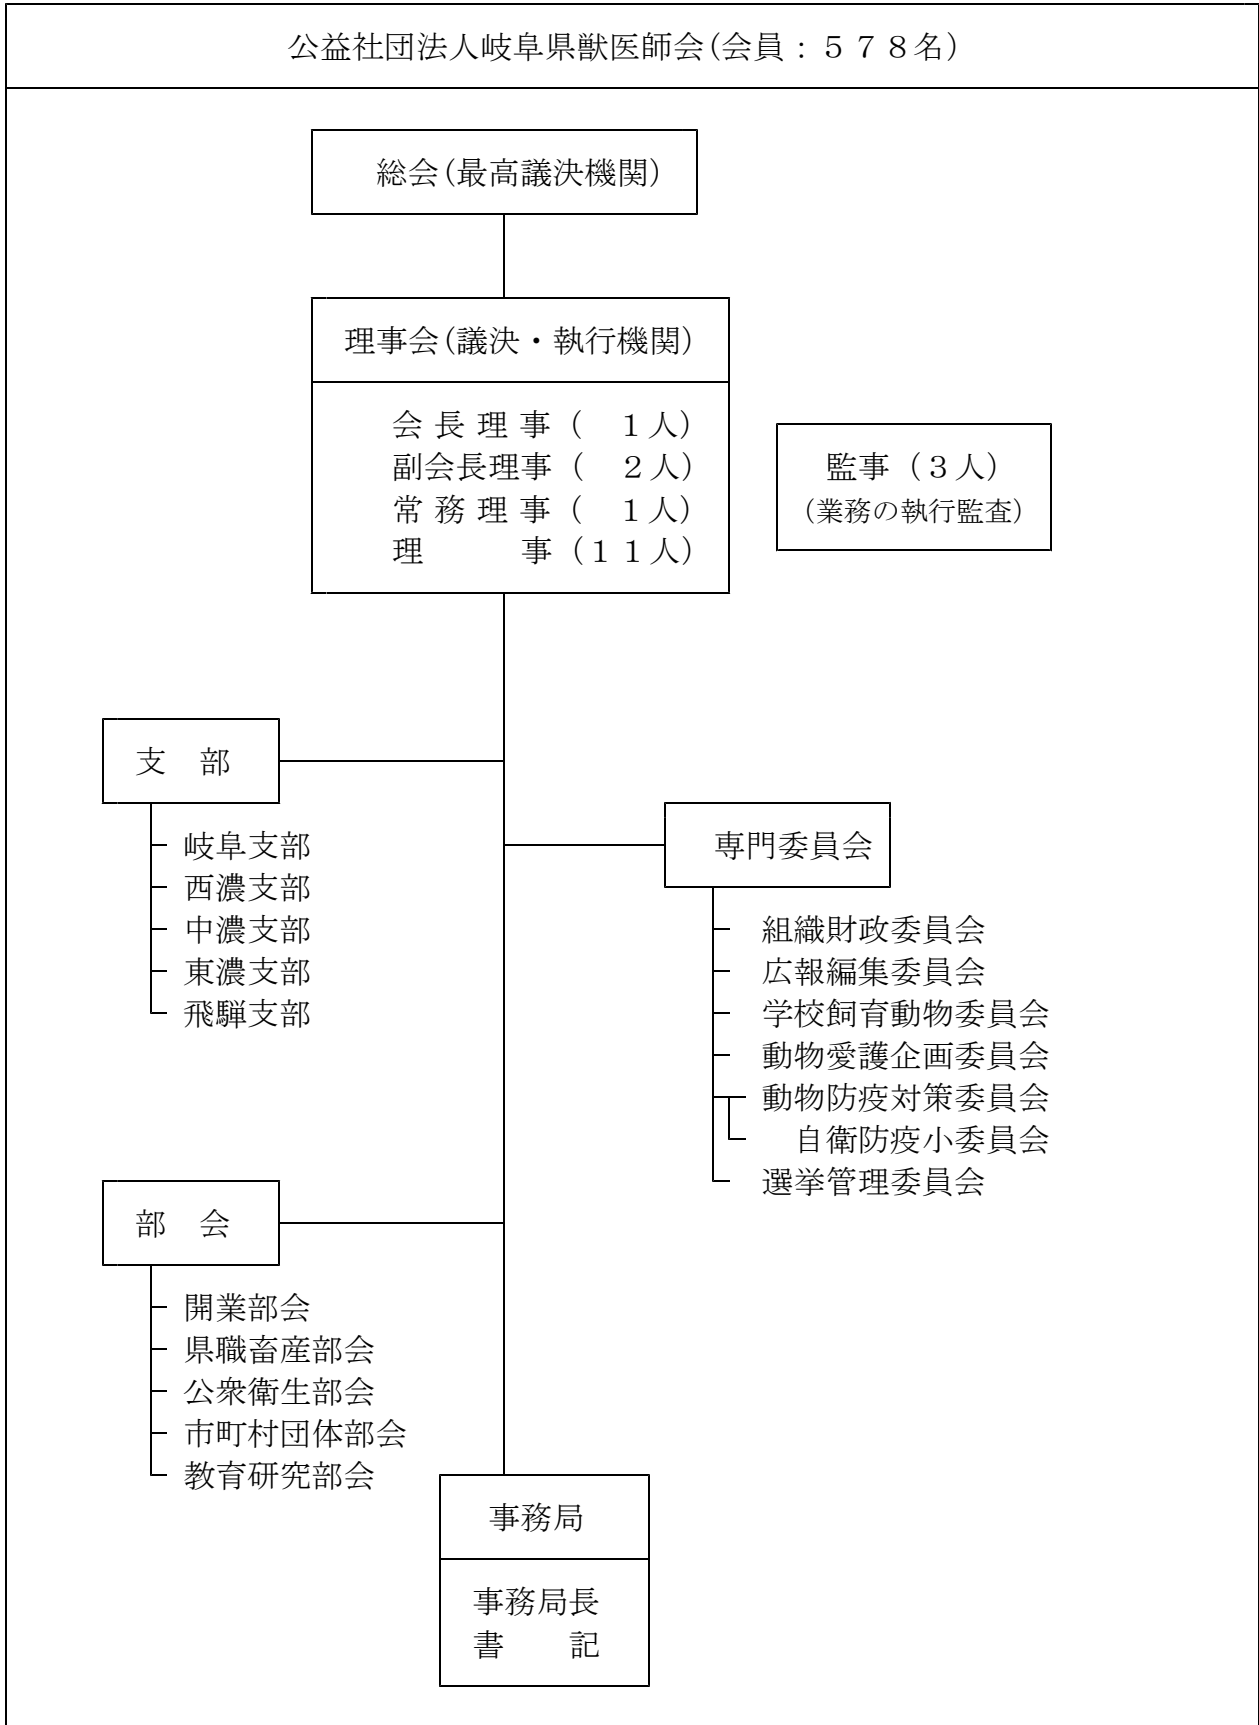 公益社団法人岐阜県獣医師会(会員:578名)
総会(最高議決機関)
理事会(議決・執行機関)
会長理事( 1人)
副会長理事( 2人)
常務理事( 1人)
理 事(11人)
監事(3人)
(業務の執行監査)
支 部
岐阜支部
西濃支部
中濃支部
東濃支部
飛騨支部
専門委員会
組織財政委員会
広報編集委員会
学校飼育動物委員会
動物愛護企画委員会
動物防疫対策委員会
自衛防疫小委員会
選挙管理委員会
部 会
開業部会
県職畜産部会
公衆衛生部会
市町村団体部会
教育研究部会
事務局
事務局長
書 記